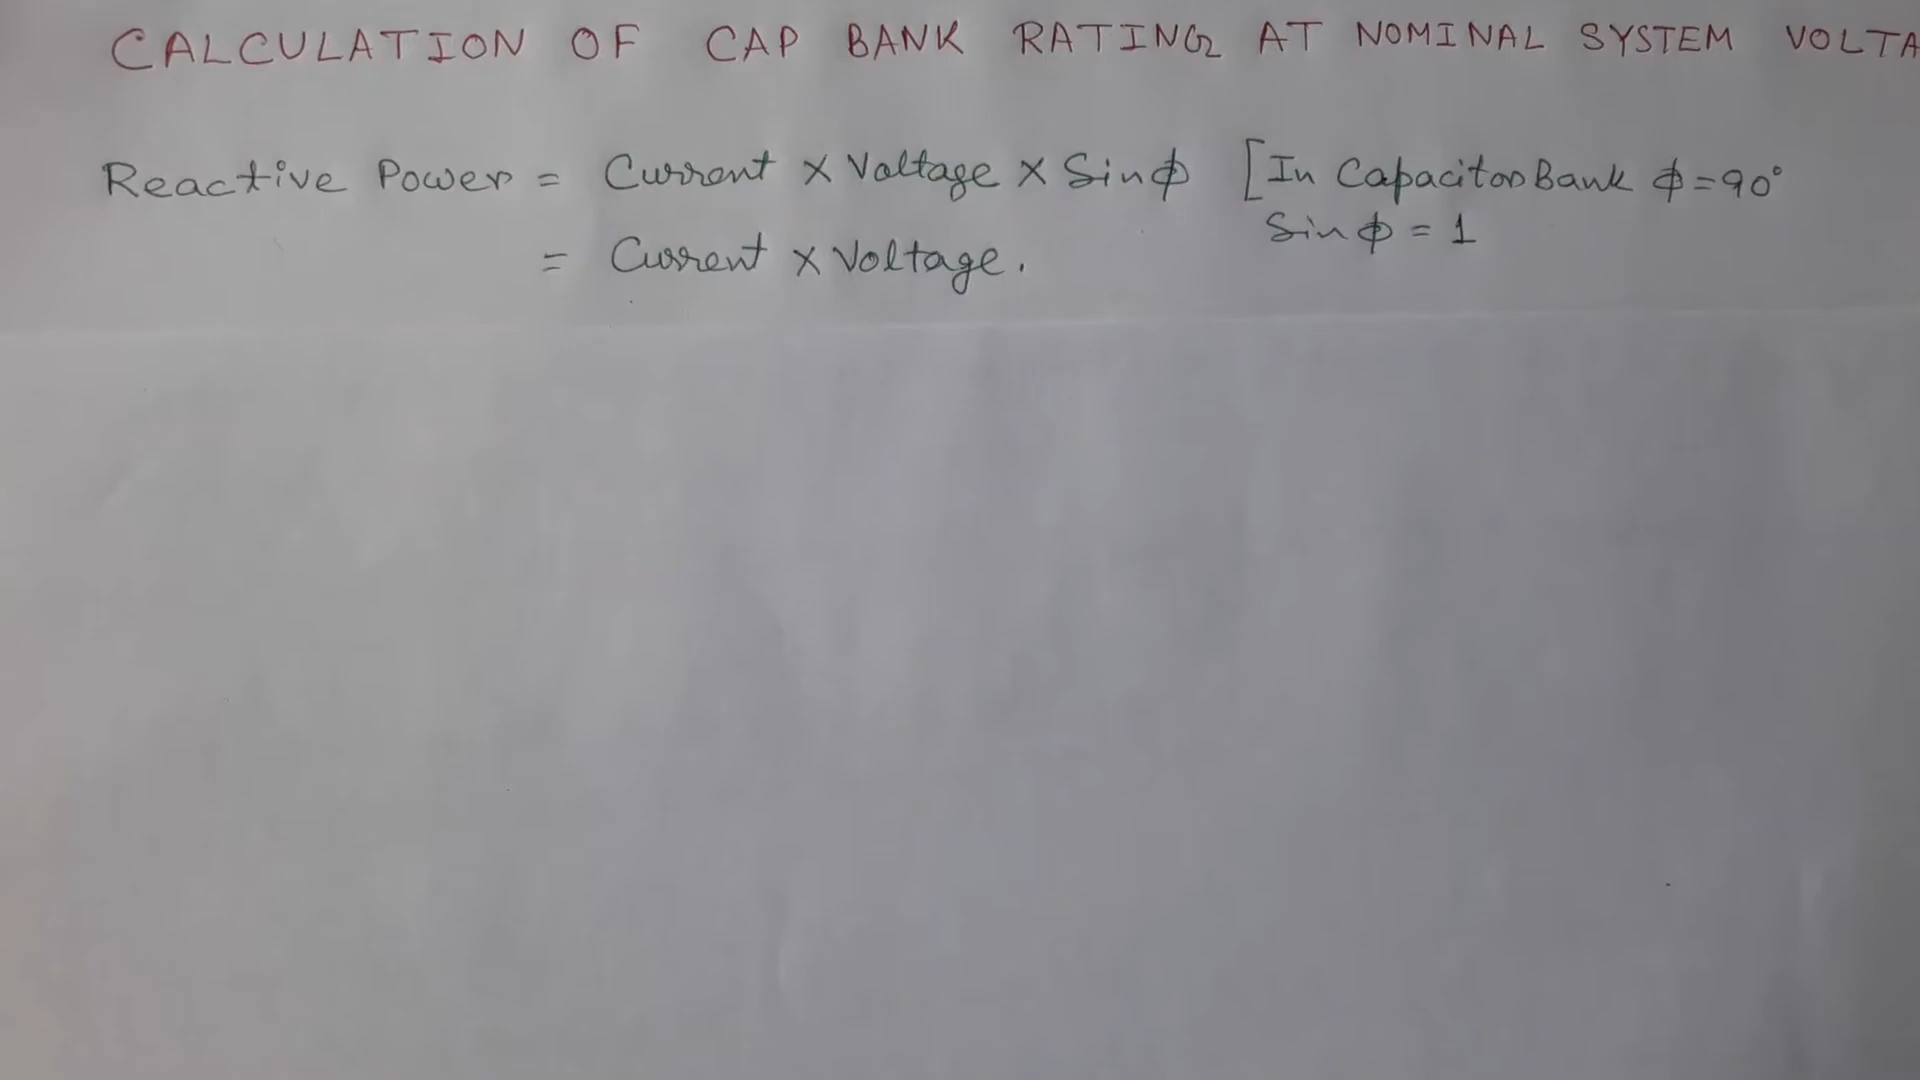 CALCULATION OF CAP BANK RATING AT NOMINAL SYSTEM VOLTA
Reactive Power = Current × Voltage × Sinϕ [In Capacitor Bank ϕ=90°
Sinϕ = 1
= Current × Voltage.